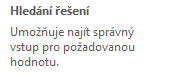 Hledání řešení
Umožňuje najít správný
vstup pro požadovanou
hodnotu.